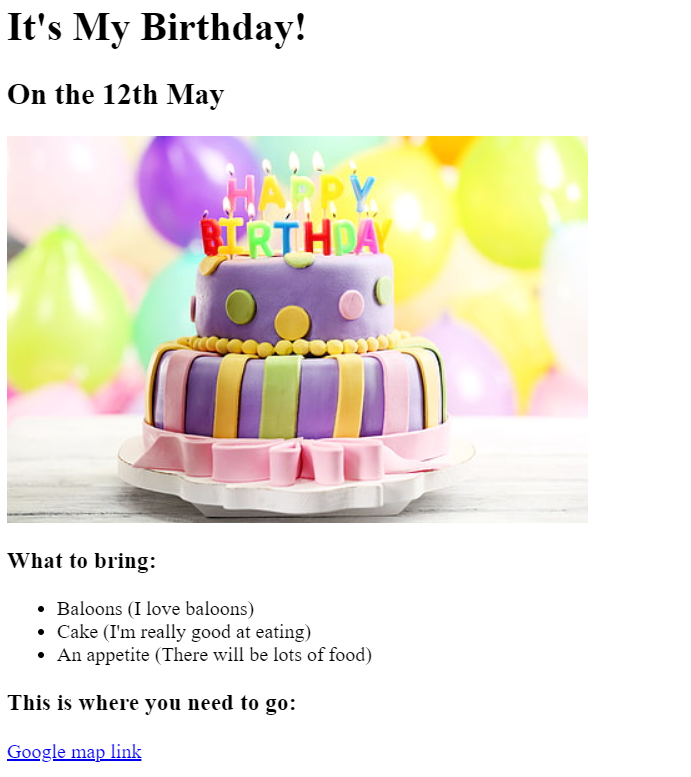 It's My Birthday!
On the 12th May
HAPPY
BIRTHDAY
What to bring:
Baloons (I love baloons)
Cake (I'm really good at eating)
An appetite (There will be lots of food)
This is where you need to go:
Google map link